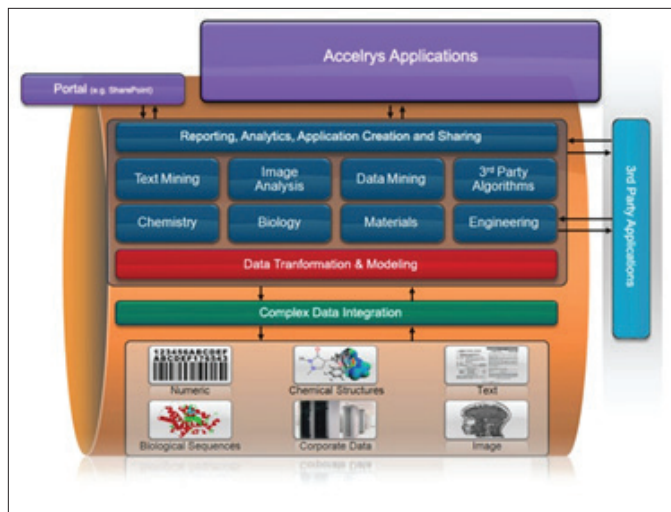 Accelrys Applications
Portal (e.g. SharePoint)
Reporting, Analytics, Application Creation and Sharing
Text Mining
Image
Analysis
Data Mining
3rd Party
Algorithms
Chemistry
Biology
Materials
Engineering
3rd Party Applications
Data Tranformation & Modeling
Complex Data Integration
123456ABCDEF
ABCDEF176543
Numeric
Chemical Structures
Text
Biological Sequences
Corporate Data
Image